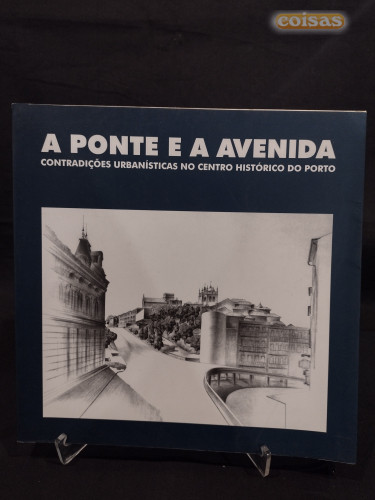 coisas
A PONTE E A AVENIDA
CONTRADIÇÕES URBANÍSTICAS NO CENTRO HISTÓRICO DO PORTO